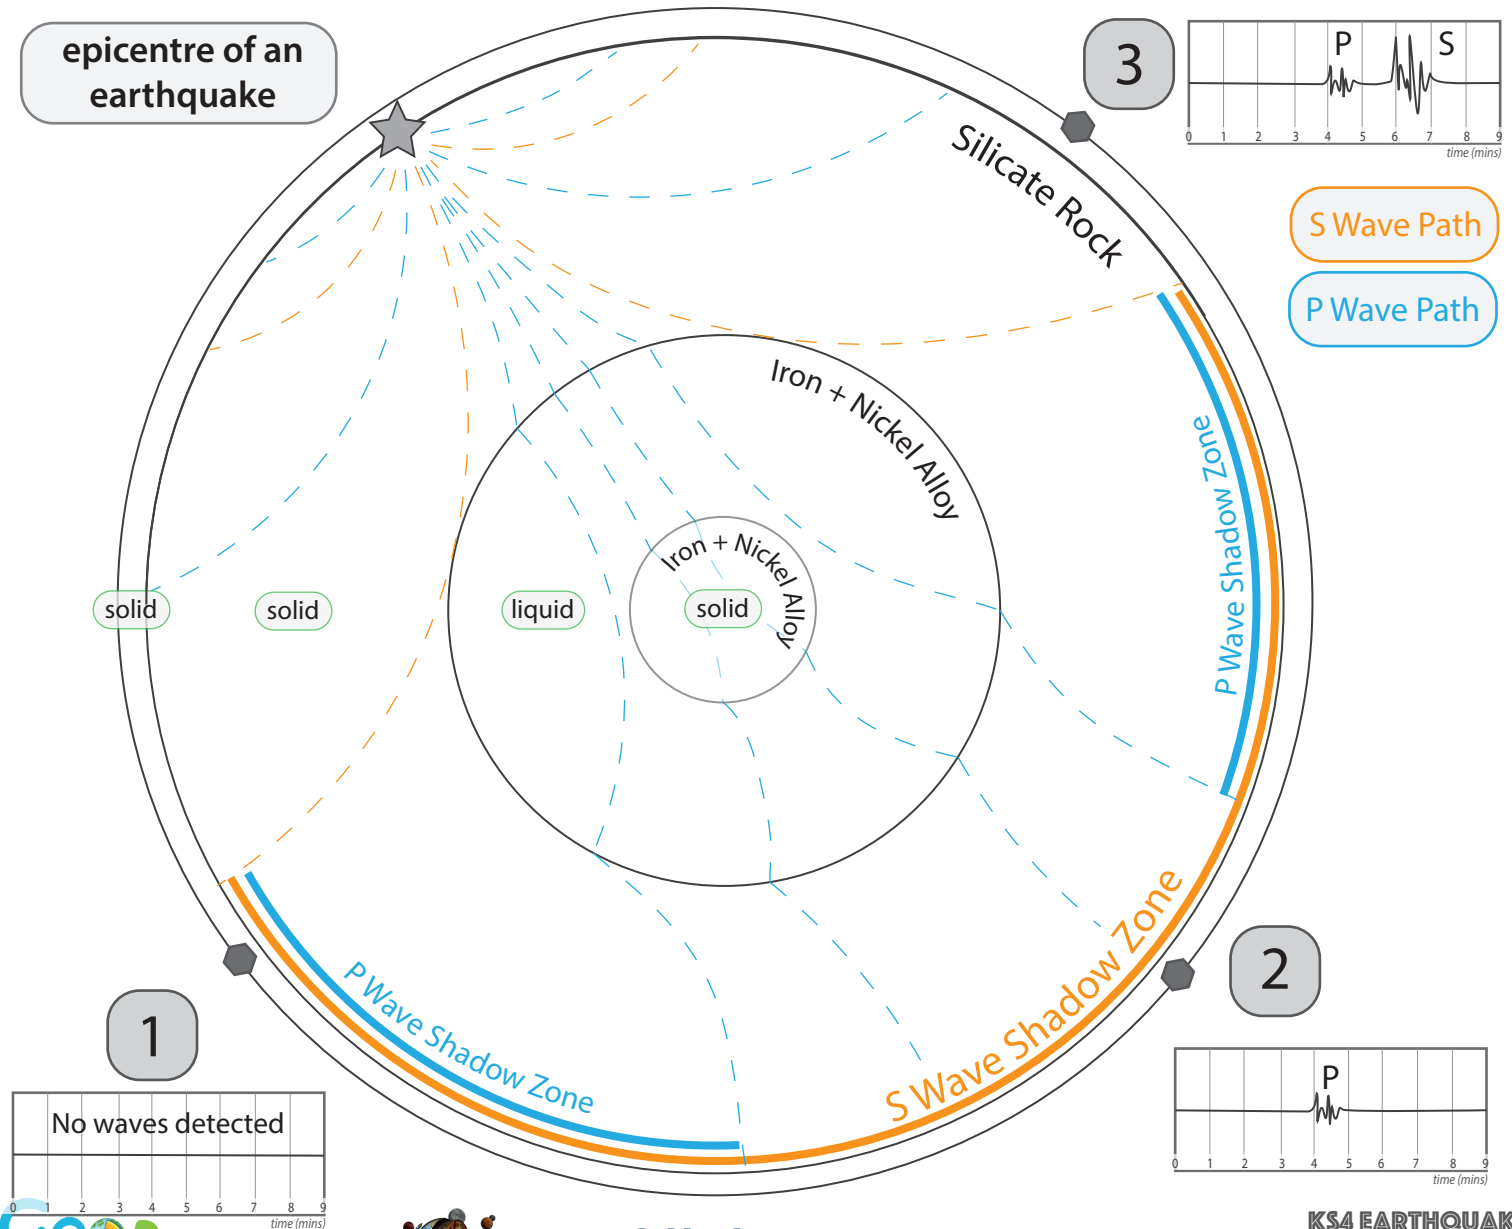 epicentre of an
earthquake
3
P
S
0 1 2 3 4 5 6 7 8 9
time (mins)
S Wave Path
P Wave Path
Silicate Rock
Iron + Nickel Alloy
Iron + Nickel Alloy
solid
solid
liquid
solid
P Wave Shadow Zone
S Wave Shadow Zone
P Wave Shadow Zone
2
P
0 1 2 3 4 5 6 7 8 9
time (mins)
1
No waves detected
0 1 2 3 4 5 6 7 8 9
time (mins)
KS4 EARTHQUAK